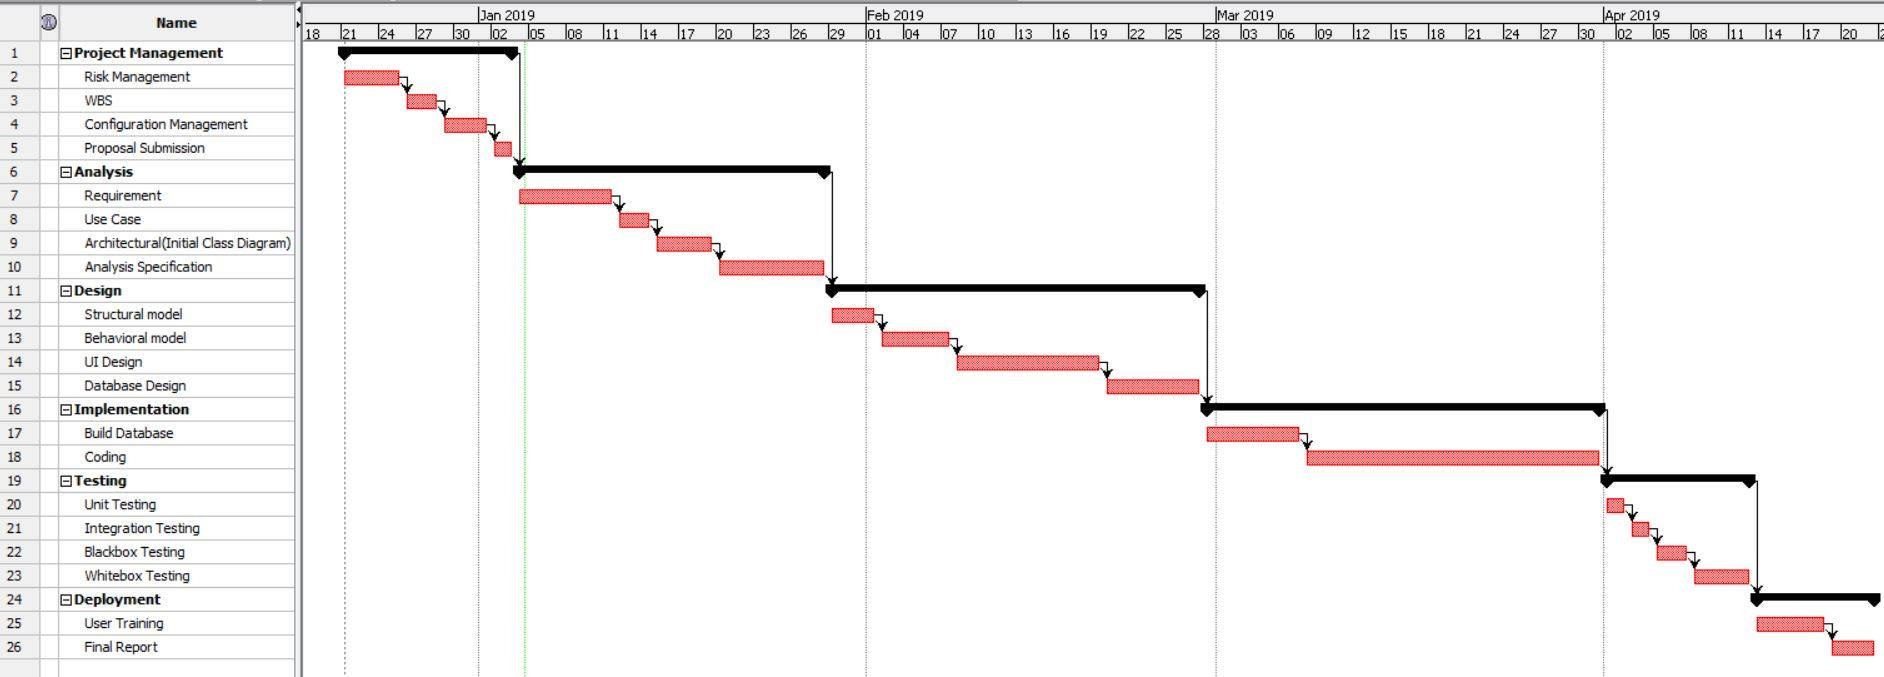 Name
Jan 2019 Feb 2019 Mar 2019 Apr 2019
18 21 24 27 30 02 05 08 11 14 17 20 23 26 29 01 04 07 10 13 16 19 22 25 28 03 06 09 12 15 18 21 24 27 30 02 05 08 11 14 17 20
1 Project Management
2 Risk Management
3 WBS
4 Configuration Management
5 Proposal Submission
6 Analysis
7 Requirement
8 Use Case
9 Architectural(Initial Class Diagram)
10 Analysis Specification
11 Design
12 Structural model
13 Behavioral model
14 UI Design
15 Database Design
16 Implementation
17 Build Database
18 Coding
19 Testing
20 Unit Testing
21 Integration Testing
22 Blackbox Testing
23 Whitebox Testing
24 Deployment
25 User Training
26 Final Report